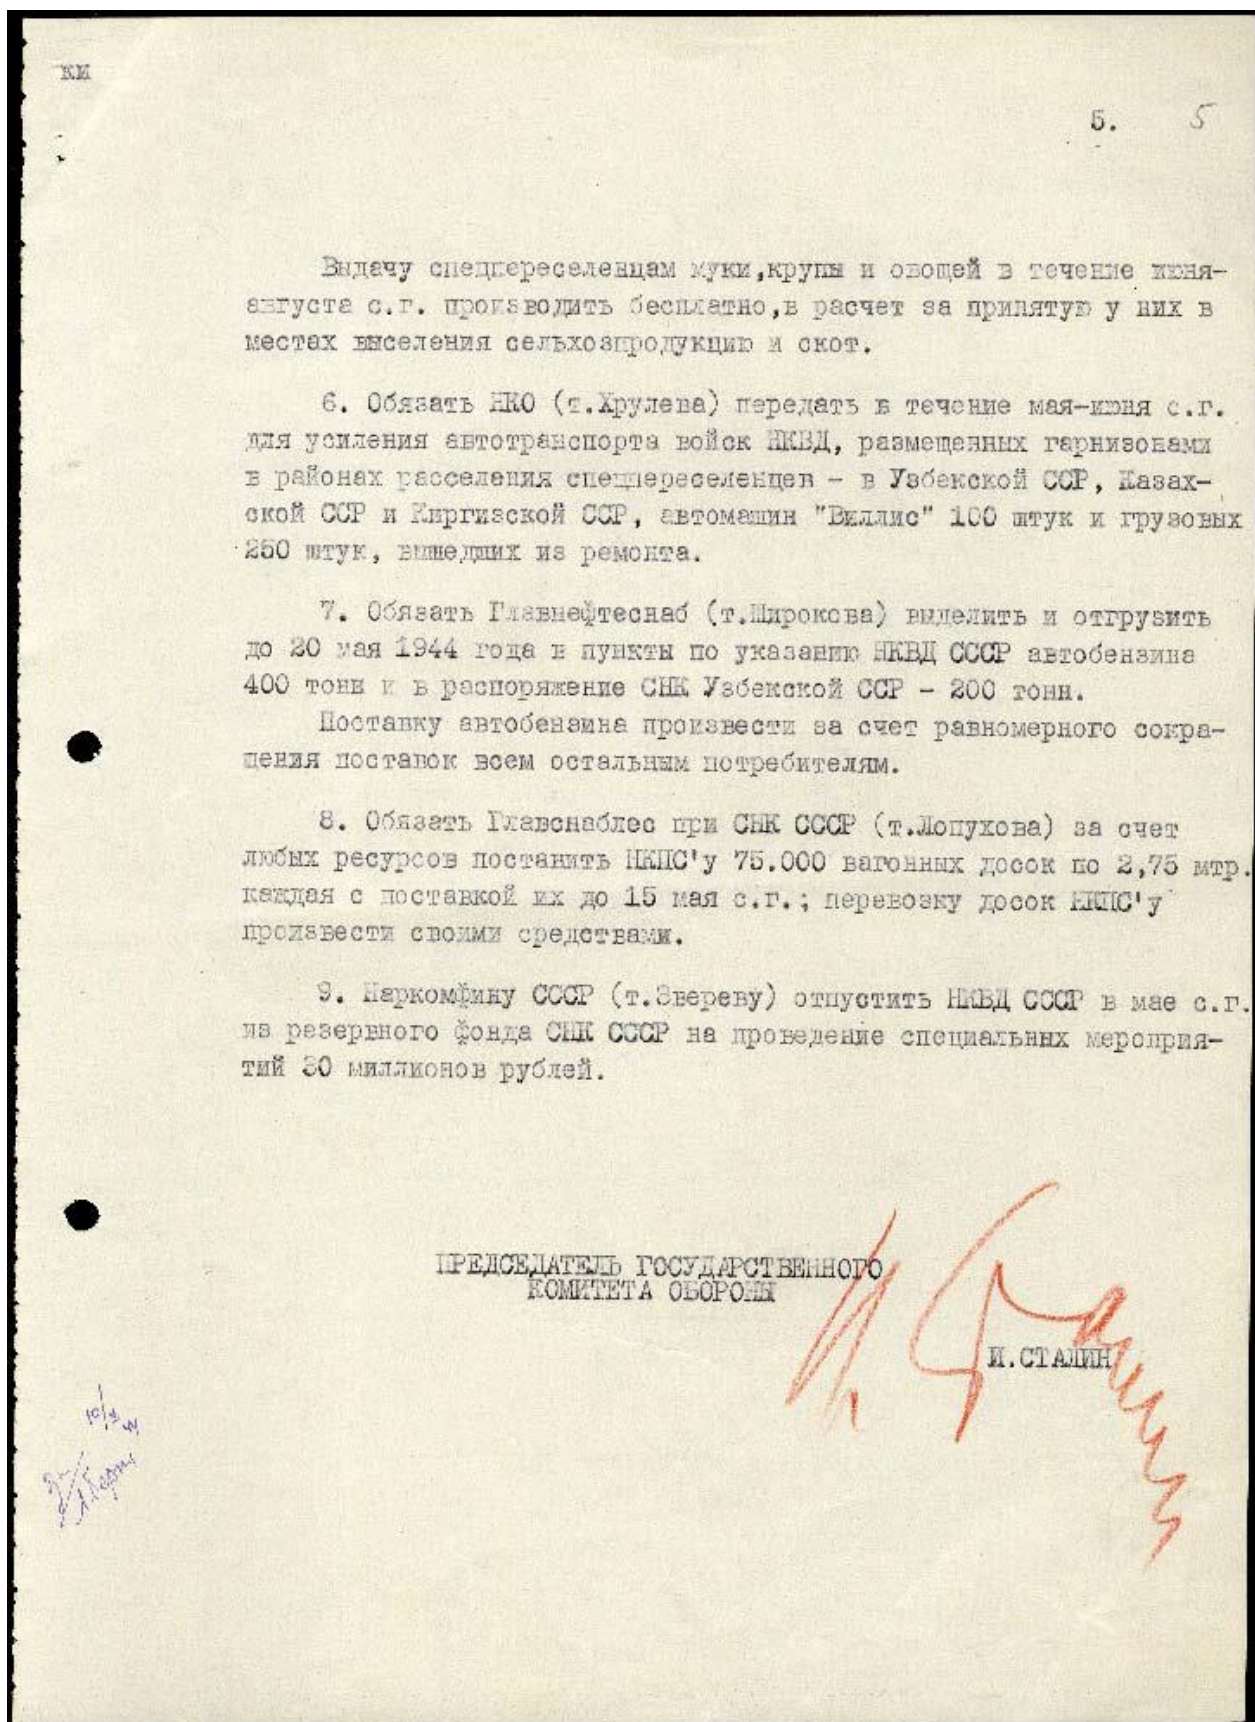 КИ
5. 5
Выдачу спецпереселенцам муки,крупы и овощей в течение июня-
августа с.г. производить бесплатно,в расчет за принятую у них в
местах выселения сельхозпродукцию и скот.
6. Обязать НКО (т.Хрулева) передать в течение мая-июня с.г.
для усиления автотранспорта войск НКВД, размещенных гарнизонами
в районах расселения спецпереселенцев - в Узбекской ССР, Казах-
ской ССР и Киргизской ССР, автомашин "Виллис" 100 штук и грузовых
250 штук, вышедших из ремонта.
7. Обязать Главнефтеснаб (т.Широкова) выделить и отгрузить
до 20 мая 1944 года в пункты по указанию НКВД СССР автобензина
400 тонн и в распоряжение СНК Узбекской ССР - 200 тонн.
Поставку автобензина произвести за счет равномерного сокра-
щения поставок всем остальным потребителям.
8. Обязать Главснаблес при СНК СССР (т.Лопухова) за счет
любых ресурсов поставить НКПС'у 75.000 вагонных досок по 2,75 мтр.
каждая с поставкой их до 15 мая с.г.; перевозку досок НКПС'у
произвести своими средствами.
9. Наркомфину СССР (т.Звереву) отпустить НКВД СССР в мае с.г.
из резервного фонда СНК СССР на проведение специальных мероприя-
тий 30 миллионов рублей.
ПРЕДСЕДАТЕЛЬ ГОСУДАРСТВЕННОГО
КОМИТЕТА ОБОРОНЫ
И. Сталин
И.СТАЛИН
Л Берия